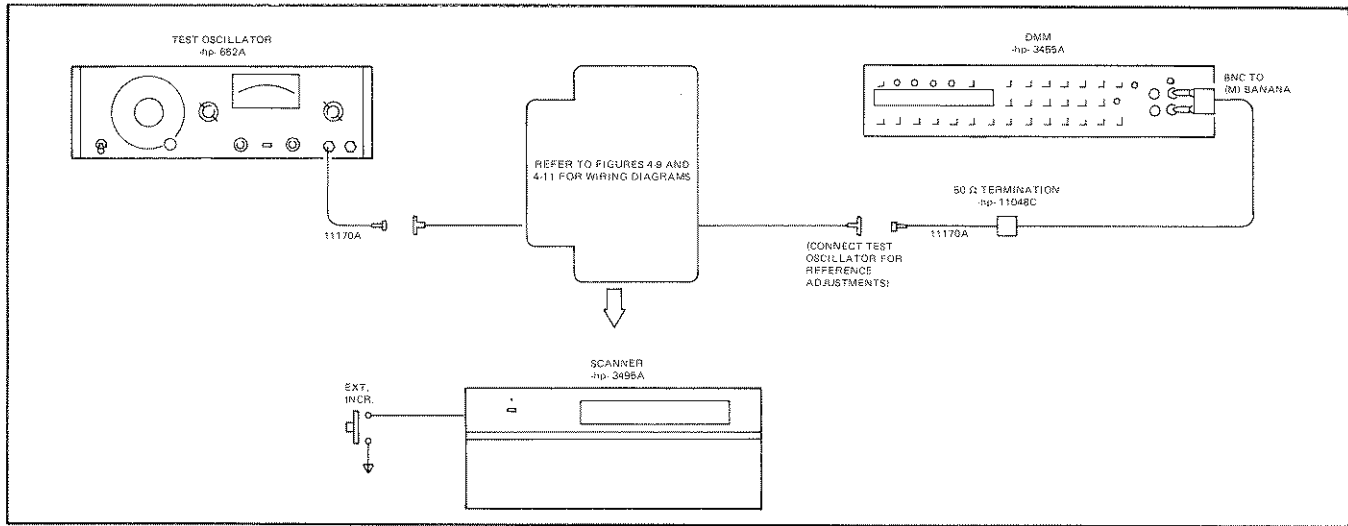 TEST OSCILLATOR
-hp- 652A
DMM
-hp- 3455A
BNC TO
(M) BANANA
REFER TO FIGURES 4-9 AND
4-11 FOR WIRING DIAGRAMS
50 Ω TERMINATION
-hp- 11048C
11170A
11170A
(CONNECT TEST
OSCILLATOR FOR
REFERENCE
ADJUSTMENTS)
SCANNER
-hp- 3495A
EXT.
INCR.